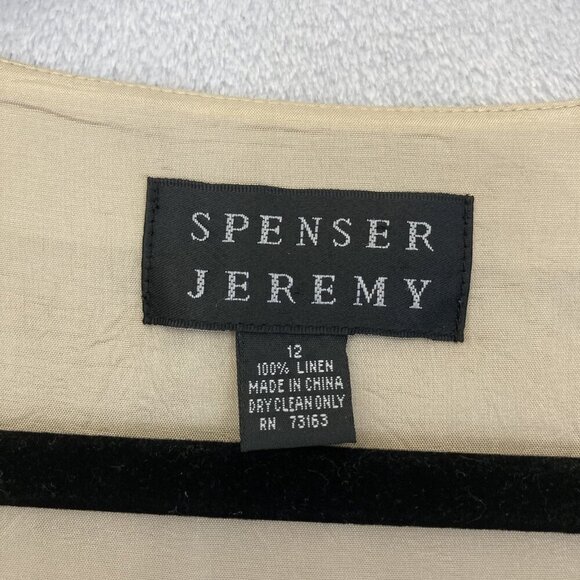 SPENSER
JEREMY
12
100% LINEN
MADE IN CHINA
DRY CLEAN ONLY
RN 73163